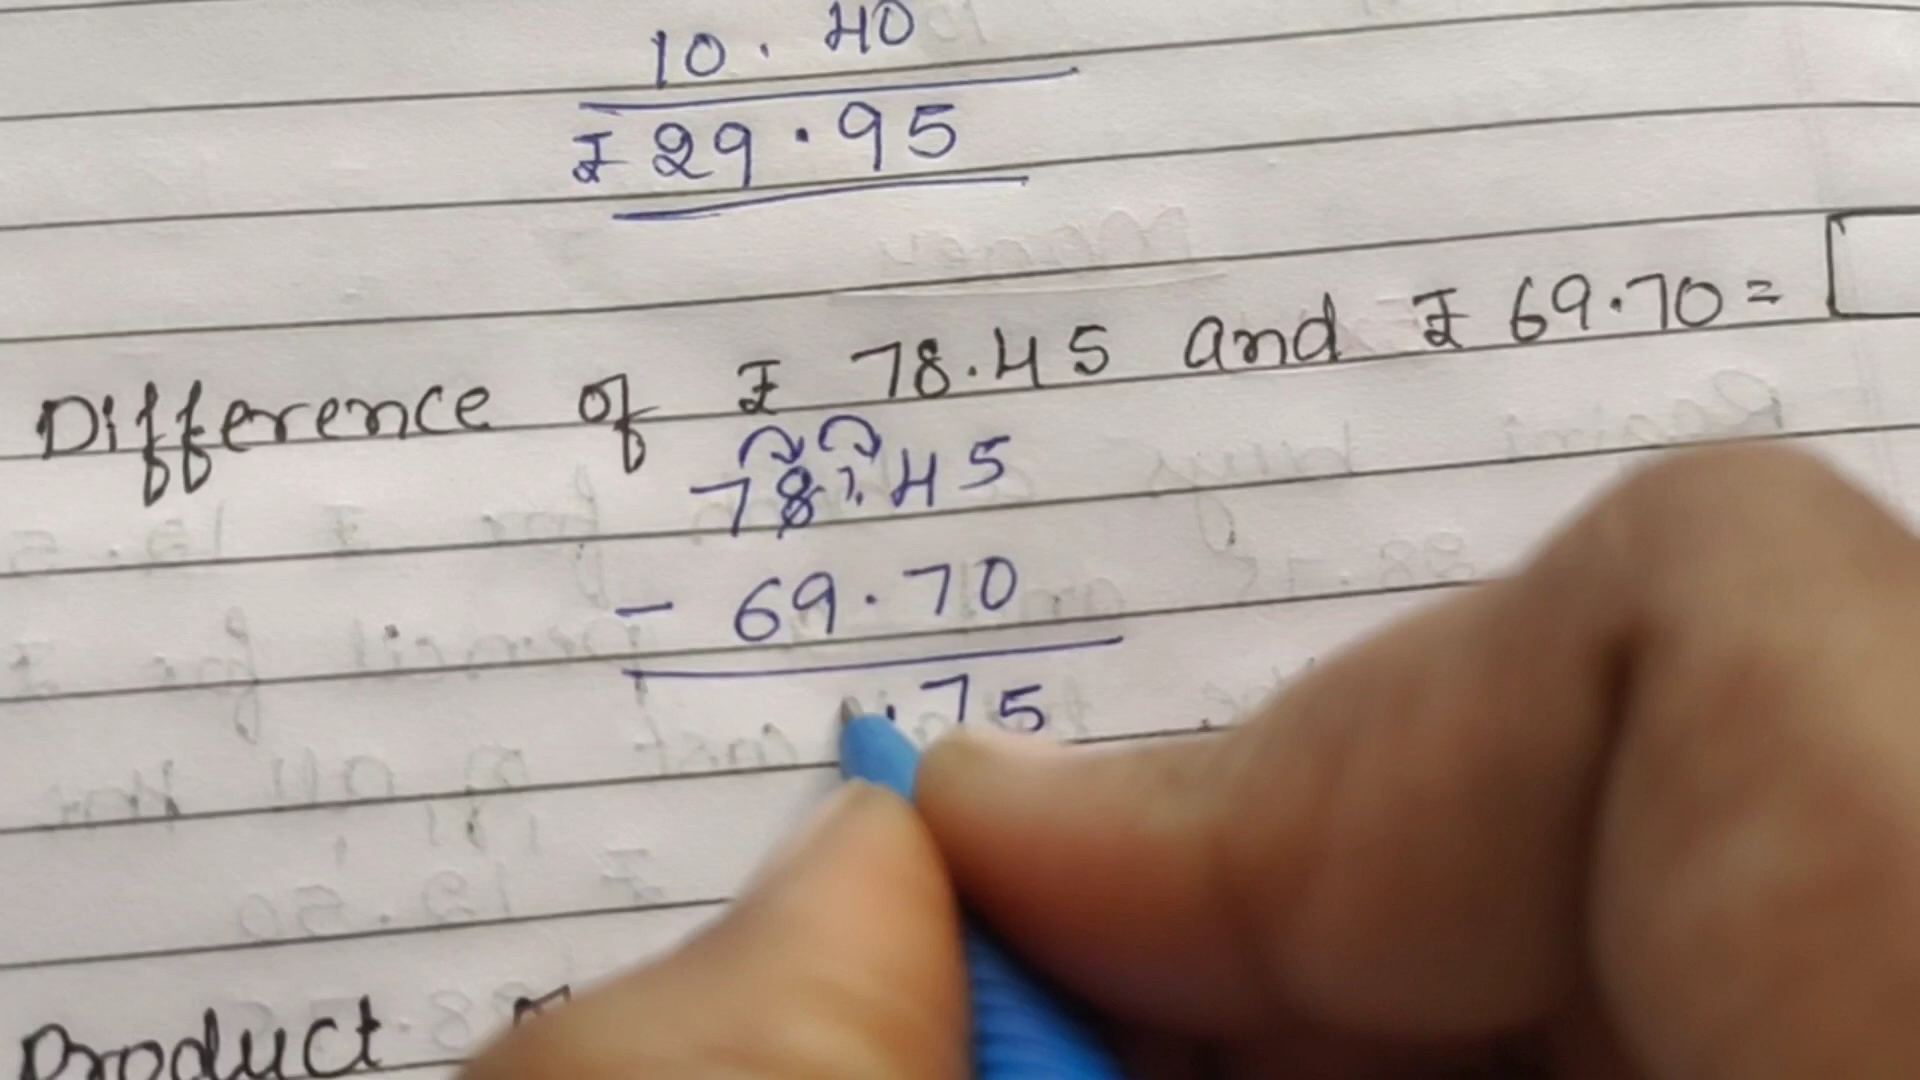 10.40
₹ 29.95
Difference of ₹ 78.45 and ₹ 69.70 =
78.45
- 69.70
.75
Product